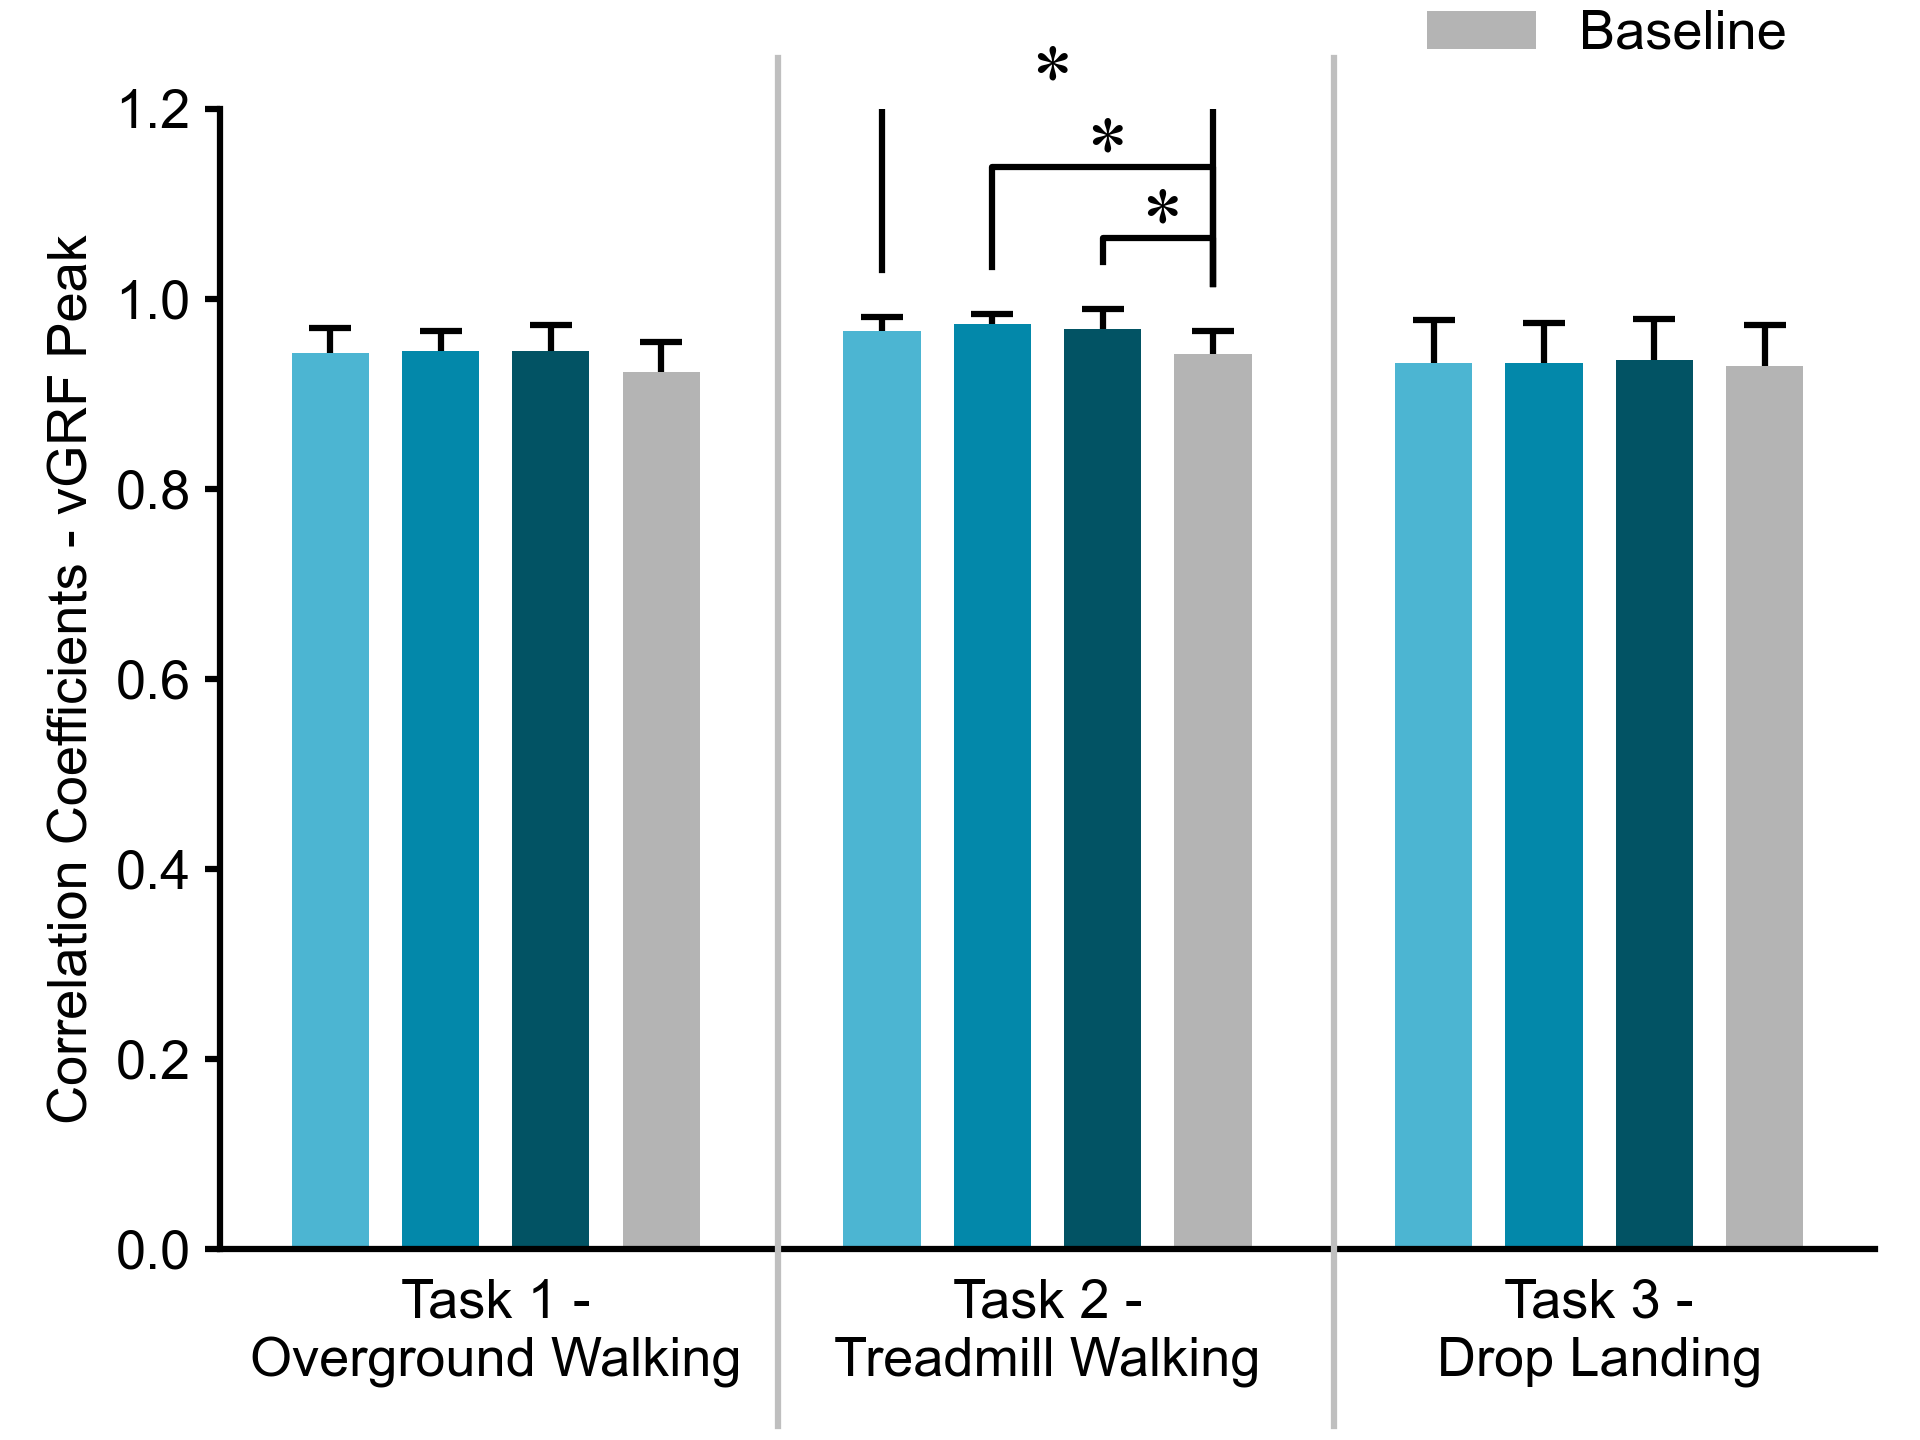 Baseline
*
*
*
1.2
1.0
0.8
0.6
0.4
0.2
0.0
Correlation Coefficients - vGRF Peak
Task 1 -
Overground Walking
Task 2 -
Treadmill Walking
Task 3 -
Drop Landing